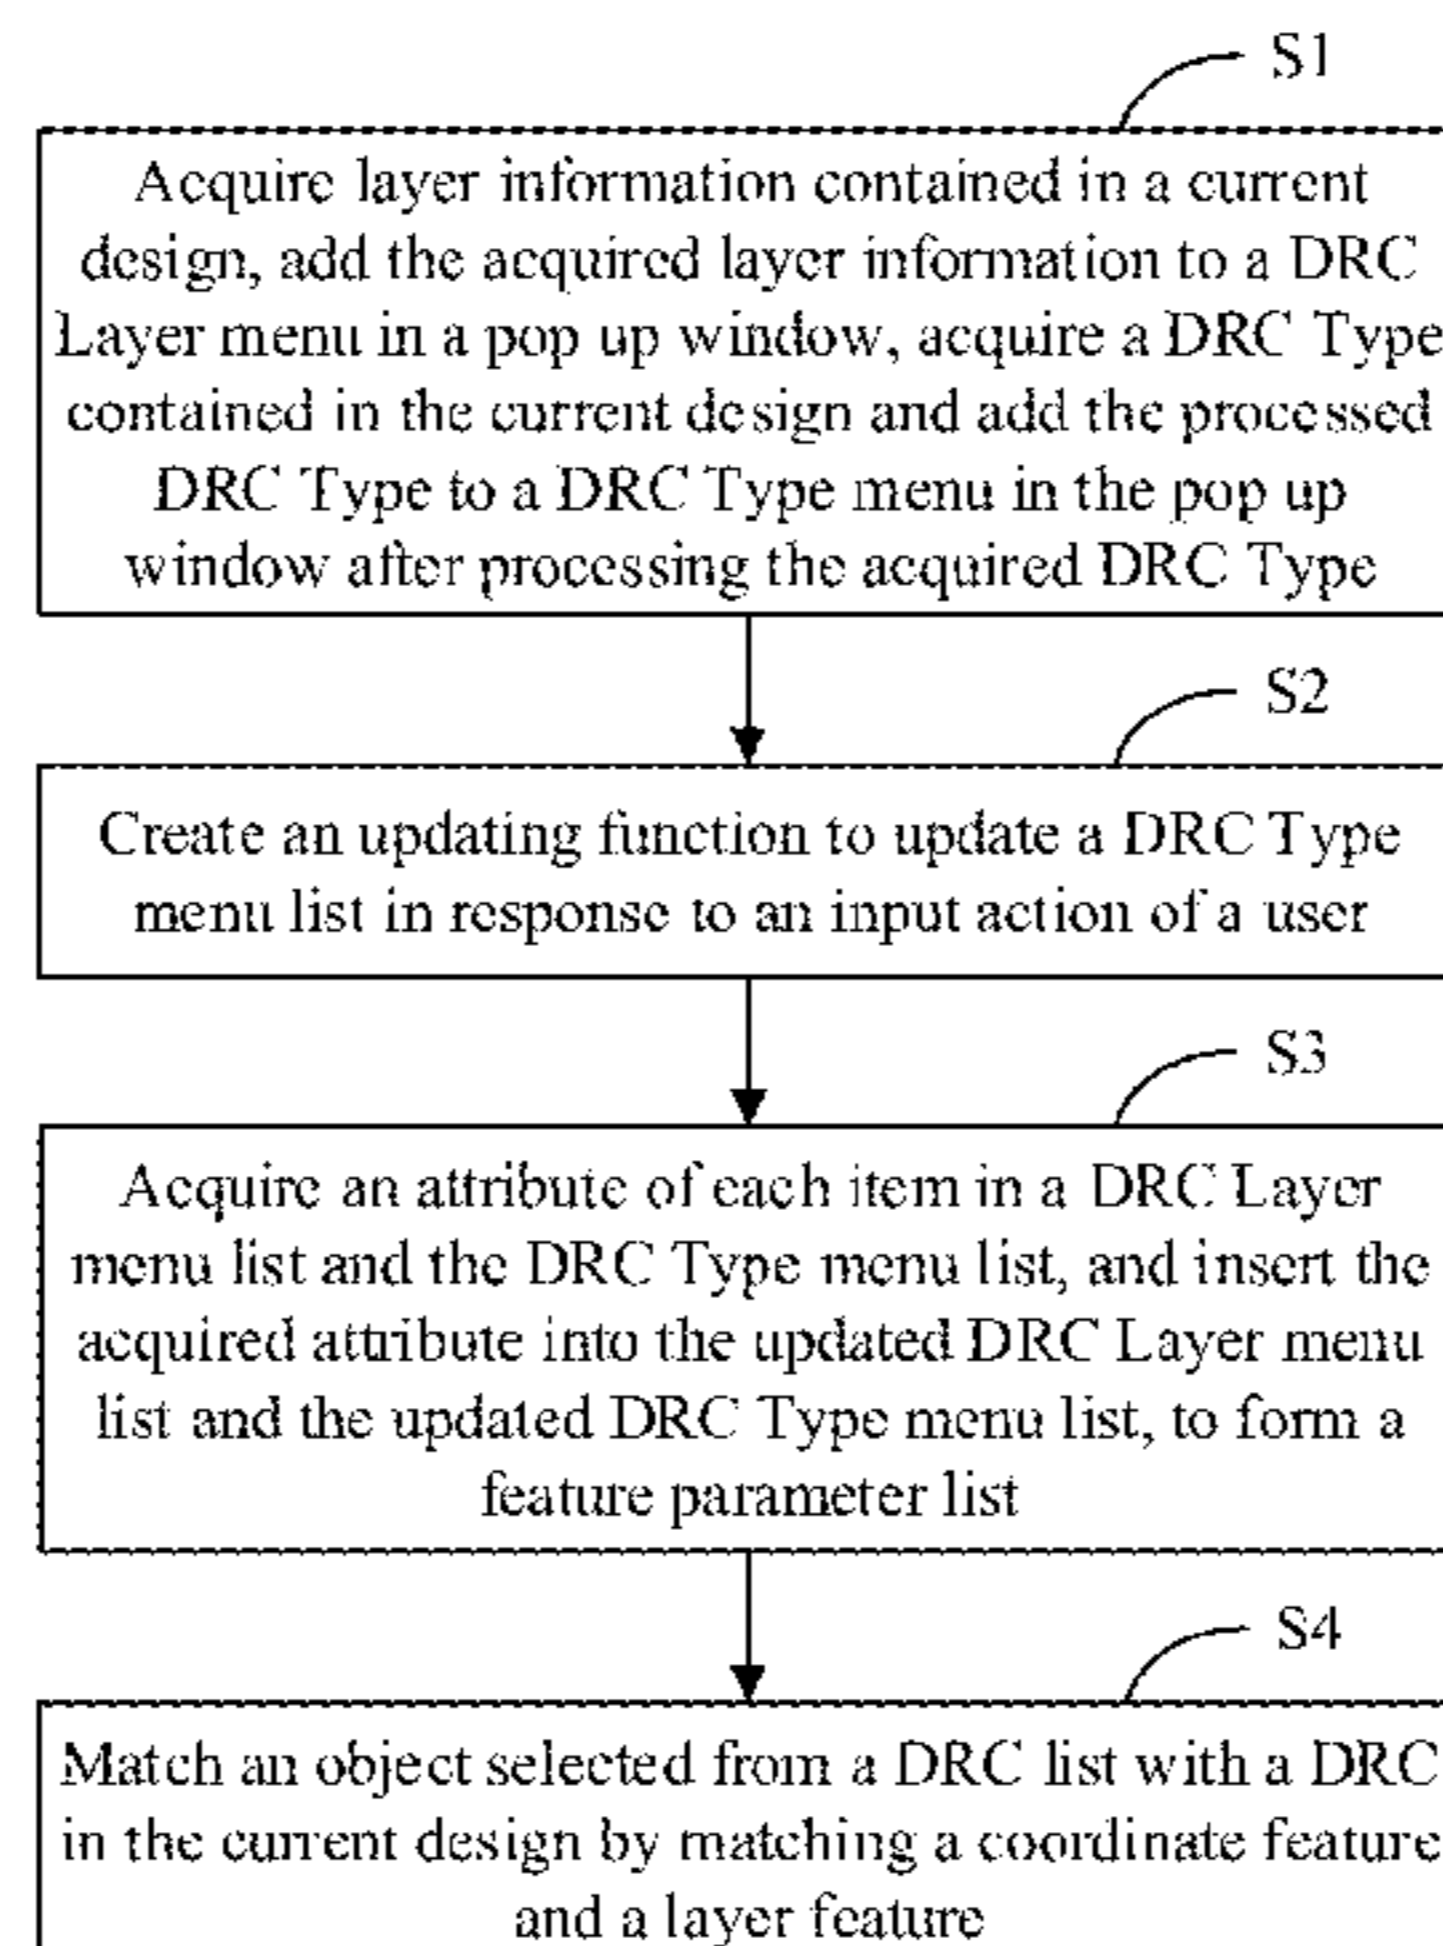 S1
Acquire layer information contained in a current
design, add the acquired layer information to a DRC
Layer menu in a pop up window, acquire a DRC Type
contained in the current design and add the processed
DRC Type to a DRC Type menu in the pop up
window after processing the acquired DRC Type
S2
Create an updating function to update a DRC Type
menu list in response to an input action of a user
S3
Acquire an attribute of each item in a DRC Layer
menu list and the DRC Type menu list, and insert the
acquired attribute into the updated DRC Layer menu
list and the updated DRC Type menu list, to form a
feature parameter list
S4
Match an object selected from a DRC list with a DRC
in the current design by matching a coordinate feature
and a layer feature